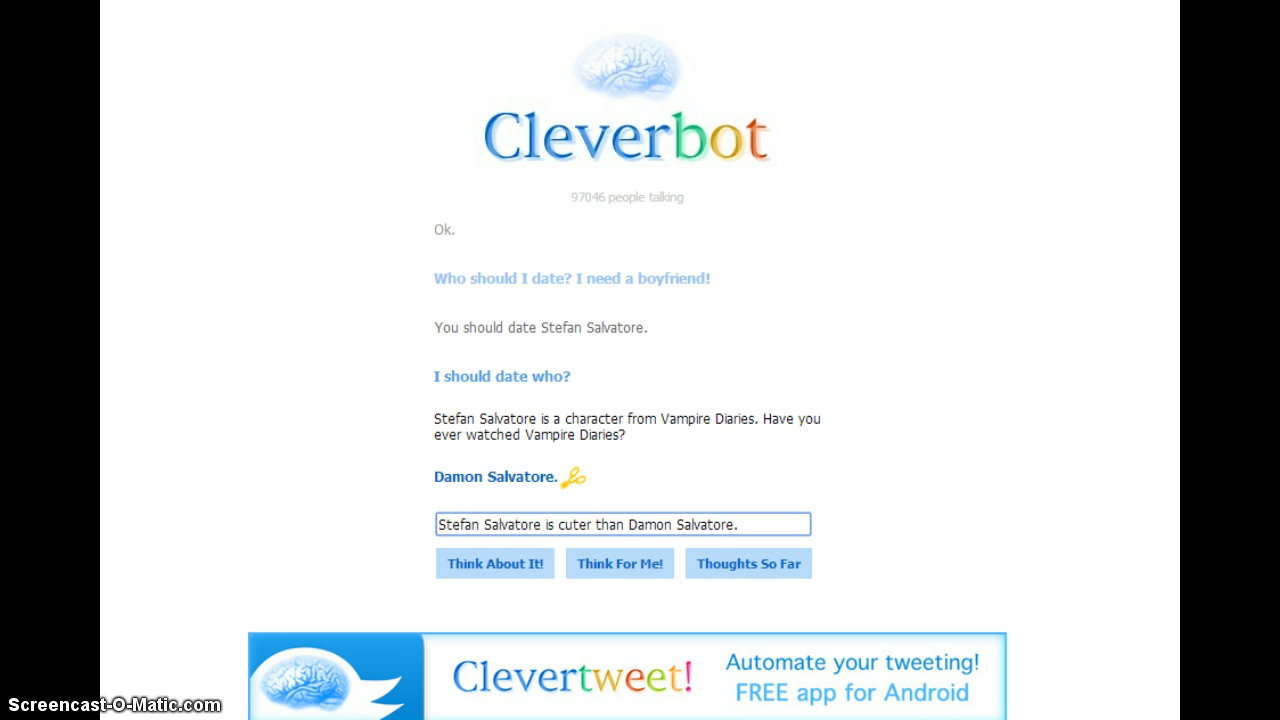 Cleverbot
97046 people talking
Ok.
Who should I date? I need a boyfriend!
You should date Stefan Salvatore.
I should date who?
Stefan Salvatore is a character from Vampire Diaries. Have you
ever watched Vampire Diaries?
Damon Salvatore.
Stefan Salvatore is cuter than Damon Salvatore.
Think About It! Think For Me! Thoughts So Far
Clevertweet! Automate your tweeting!
FREE app for Android
Screencast-O-Matic.com